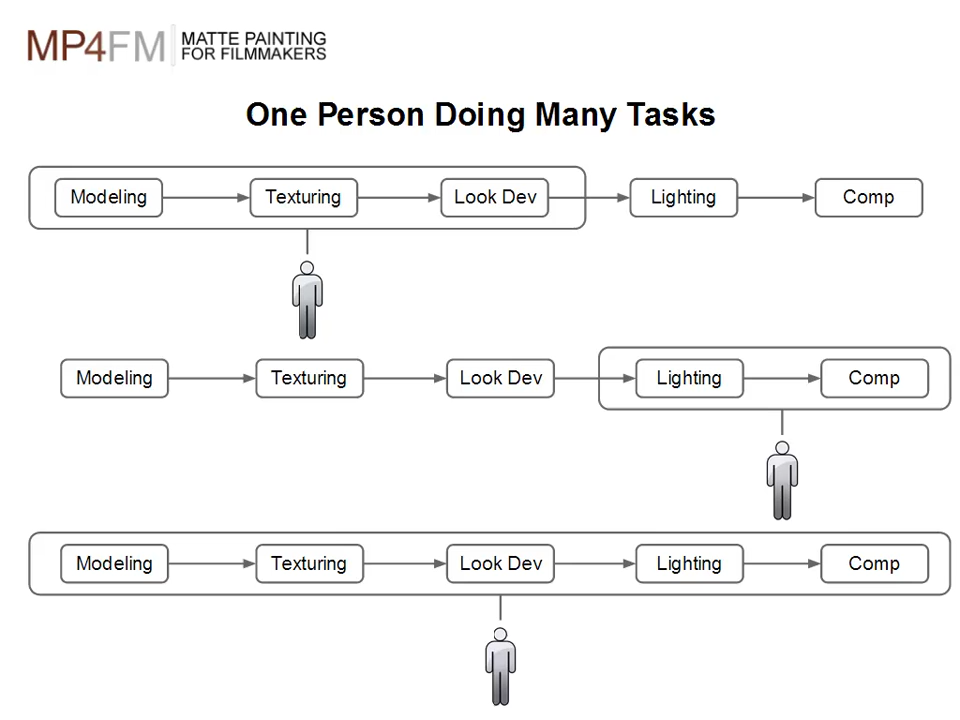 MP4FM
MATTE PAINTING
FOR FILMMAKERS
One Person Doing Many Tasks
Modeling Texturing Look Dev Lighting Comp
Modeling Texturing Look Dev Lighting Comp
Modeling Texturing Look Dev Lighting Comp